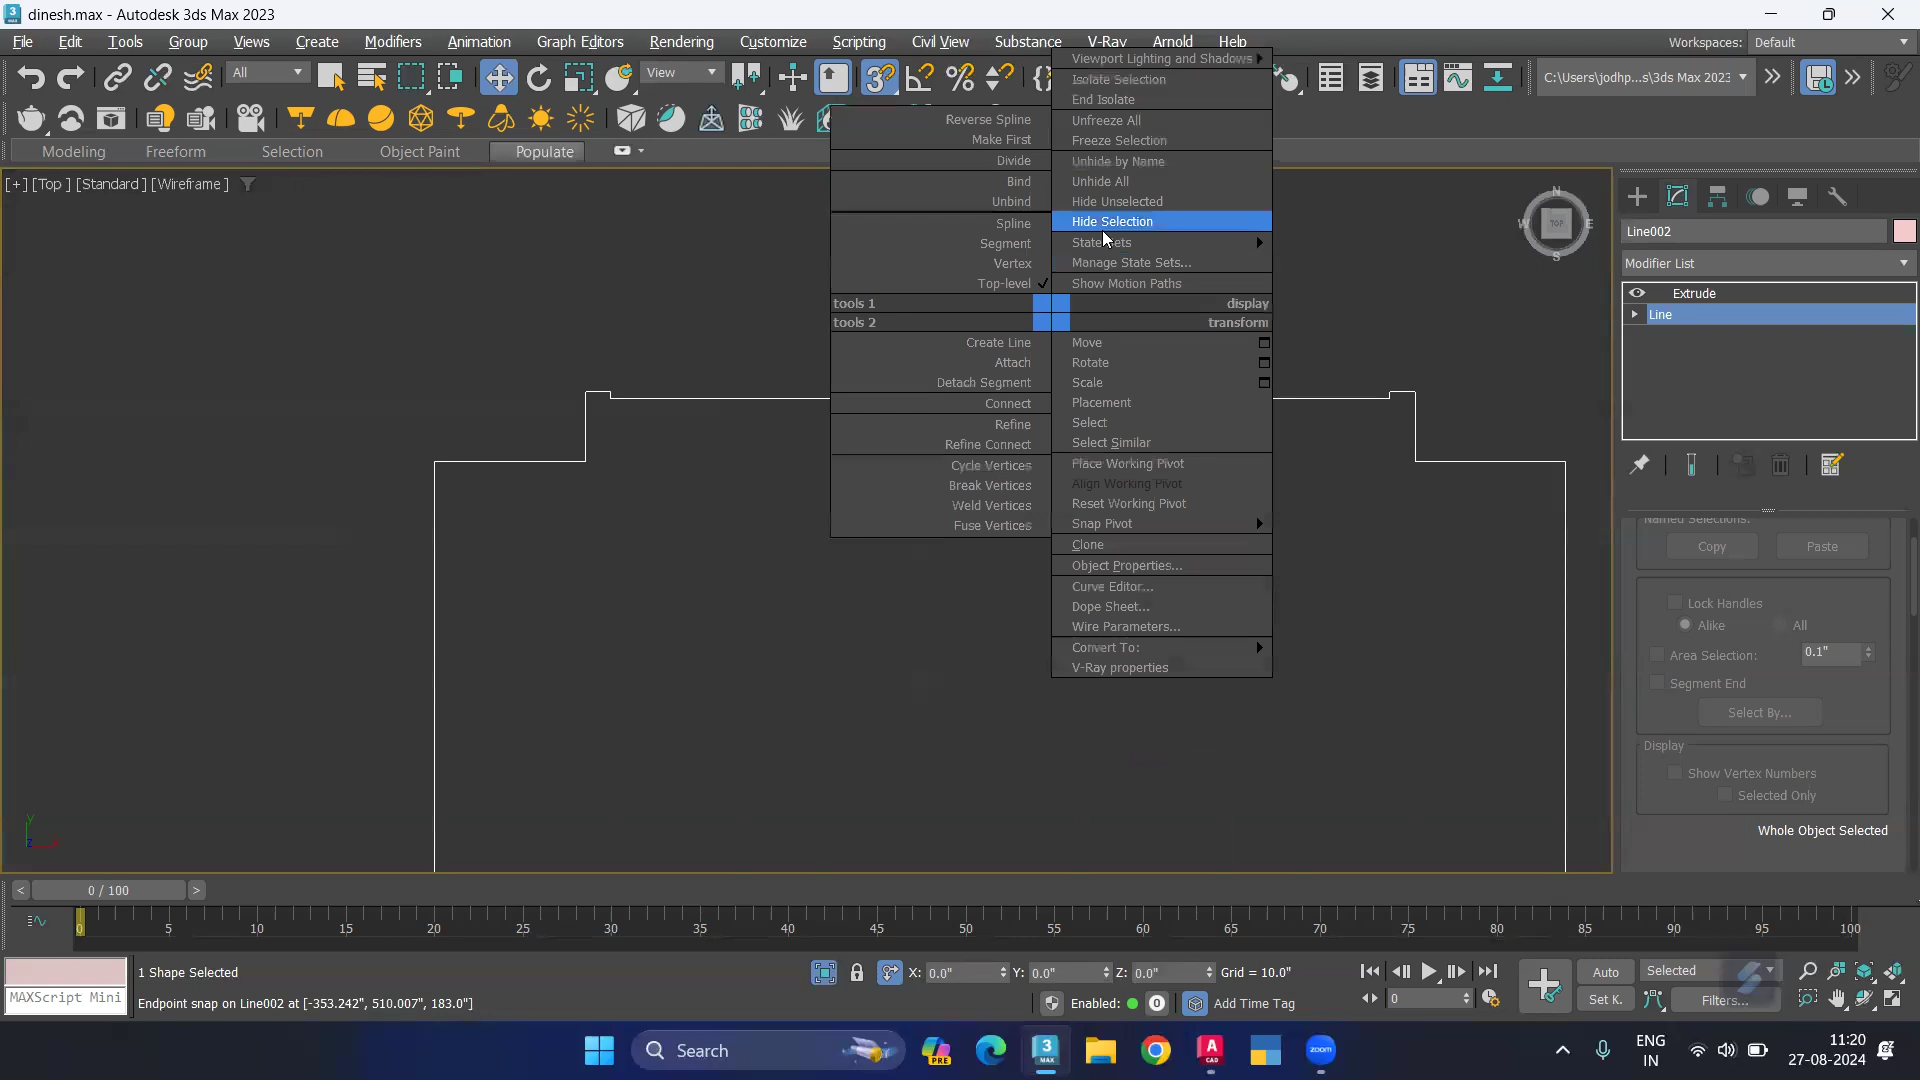 dinesh.max - Autodesk 3ds Max 2023
File Edit Tools Group Views Create Modifiers Animation Graph Editors Rendering Customize Scripting Civil View Substance V-Ray Arnold Help
Workspaces: Default
All
View
C:\Users\jodhp...s\3ds Max 2023
Modeling Freeform Selection Object Paint Populate
[+] [Top ] [Standard ] [Wireframe ]
Viewport Lighting and Shadows
Isolate Selection
End Isolate
Unfreeze All
Freeze Selection
Unhide by Name
Unhide All
Hide Unselected
Hide Selection
State Sets
Manage State Sets...
Show Motion Paths
display
transform
Reverse Spline
Make First
Divide
Bind
Unbind
Spline
Segment
Vertex
Top-level
tools 1
tools 2
Create Line
Attach
Detach Segment
Connect
Refine
Refine Connect
Cycle Vertices
Break Vertices
Weld Vertices
Fuse Vertices
Move
Rotate
Scale
Placement
Select
Select Similar
Place Working Pivot
Align Working Pivot
Reset Working Pivot
Snap Pivot
Clone
Object Properties...
Curve Editor...
Dope Sheet...
Wire Parameters...
Convert To:
V-Ray properties
N
W TOP E
S
Line002
Modifier List
Extrude
Line
Named Selections:
Copy Paste
Lock Handles
Alike All
Area Selection: 0.1"
Segment End
Select By...
Display
Show Vertex Numbers
Selected Only
Whole Object Selected
y
z
0 / 100
0 5 10 15 20 25 30 35 40 45 50 55 60 65 70 75 80 85 90 95 100
MAXScript Mini
1 Shape Selected
Endpoint snap on Line002 at [-353.242", 510.007", 183.0"]
X: 0.0" Y: 0.0" Z: 0.0" Grid = 10.0"
Enabled: 0 Add Time Tag
0
Auto Selected
Set K. Filters...
Search
PRE
3
MAX
A
CAD
zoom
ENG
IN
11:20
27-08-2024